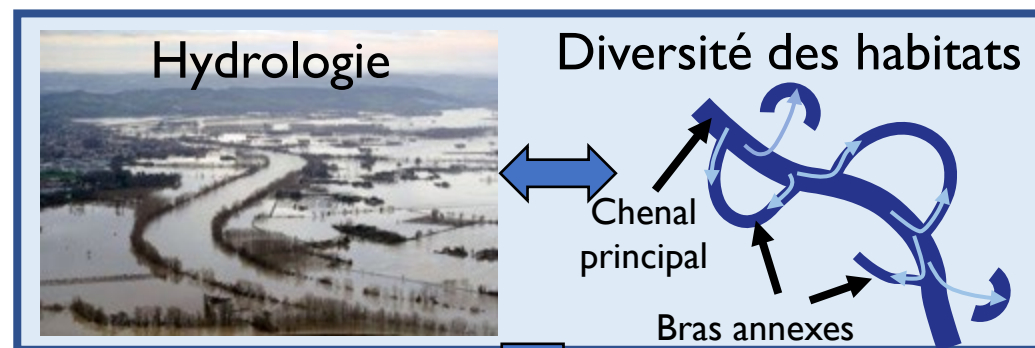 Hydrologie
Diversité des habitats
Chenal
principal
Bras annexes